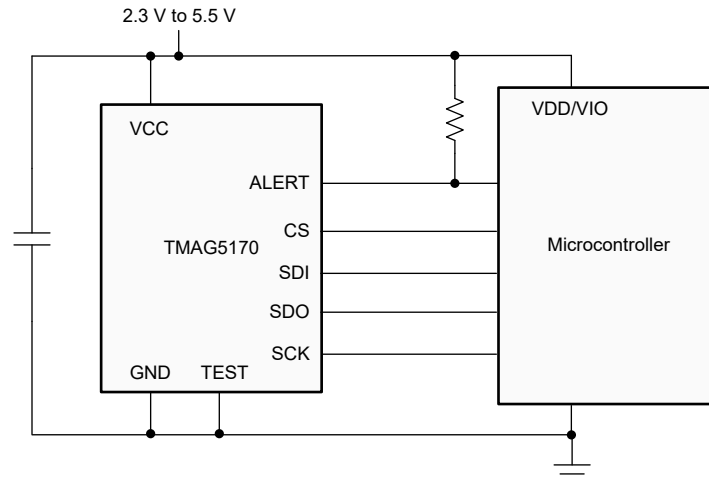 2.3 V to 5.5 V
VCC
VDD/VIO
ALERT
CS
TMAG5170
Microcontroller
SDI
SDO
SCK
GND TEST